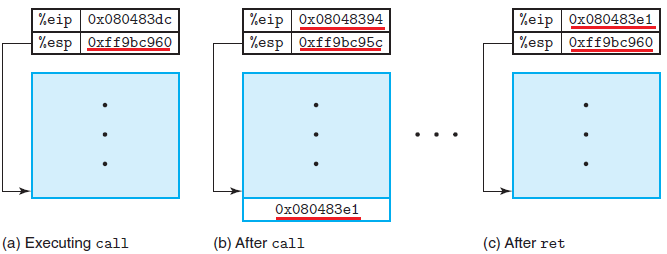 %eip 0x080483dc
%esp 0xff9bc960
(a) Executing call
%eip 0x08048394
%esp 0xff9bc95c
0x080483e1
(b) After call
%eip 0x080483e1
%esp 0xff9bc960
(c) After ret